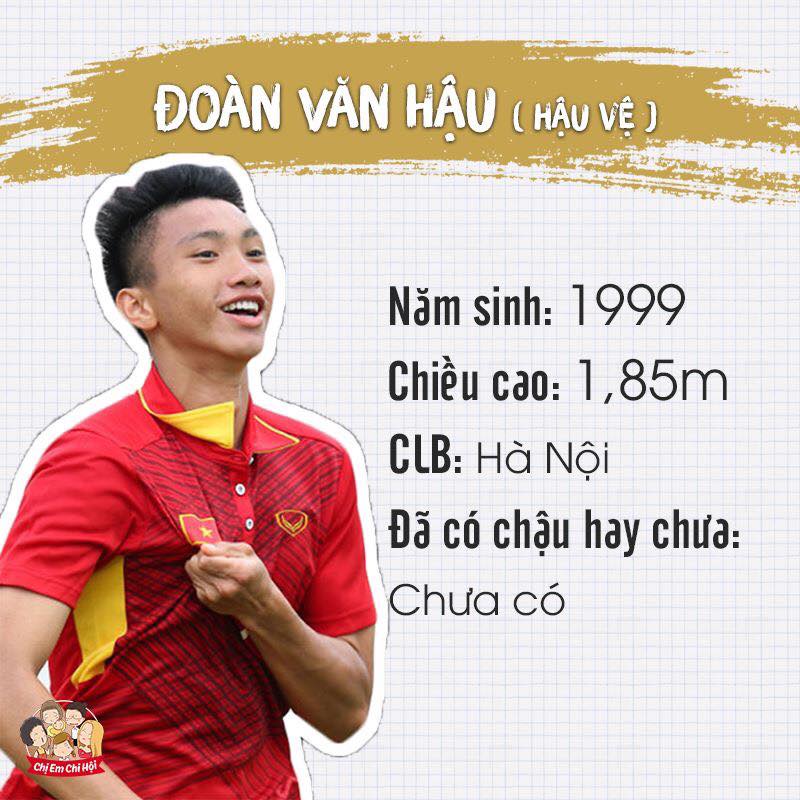 ĐOÀN VĂN HẬU ( HẬU VỆ )
Năm sinh: 1999
Chiều cao: 1,85m
CLB: Hà Nội
Đã có chậu hay chưa:
Chưa có
Chị Em Chi Hội